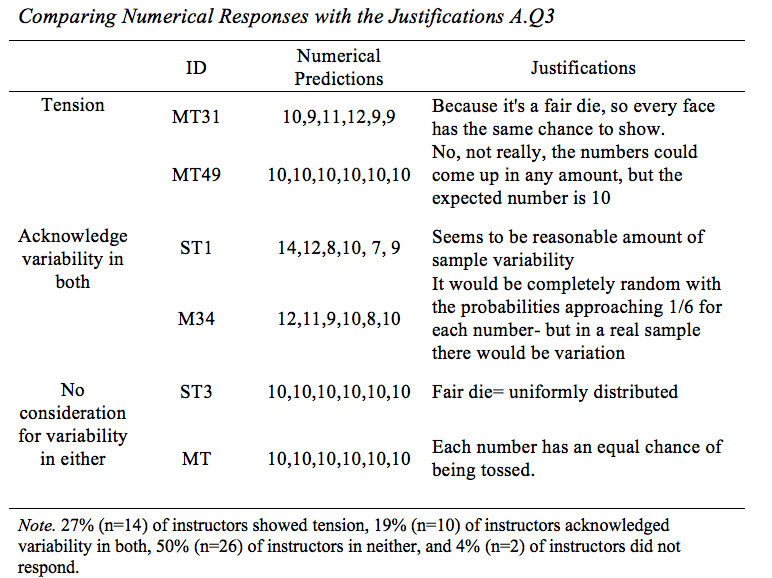 Comparing Numerical Responses with the Justifications A.Q3
ID
Numerical
Predictions
Justifications
Tension
MT31
10,9,11,12,9,9
Because it's a fair die, so every face
has the same chance to show.
MT49
10,10,10,10,10,10
No, not really, the numbers could
come up in any amount, but the
expected number is 10
Acknowledge
variability in
both
ST1
14,12,8,10, 7, 9
Seems to be reasonable amount of
sample variability
M34
12,11,9,10,8,10
It would be completely random with
the probabilities approaching 1/6 for
each number- but in a real sample
there would be variation
No
consideration
for variability
in either
ST3
10,10,10,10,10,10
Fair die= uniformly distributed
MT
10,10,10,10,10,10
Each number has an equal chance of
being tossed.
Note. 27% (n=14) of instructors showed tension, 19% (n=10) of instructors acknowledged
variability in both, 50% (n=26) of instructors in neither, and 4% (n=2) of instructors did not
respond.